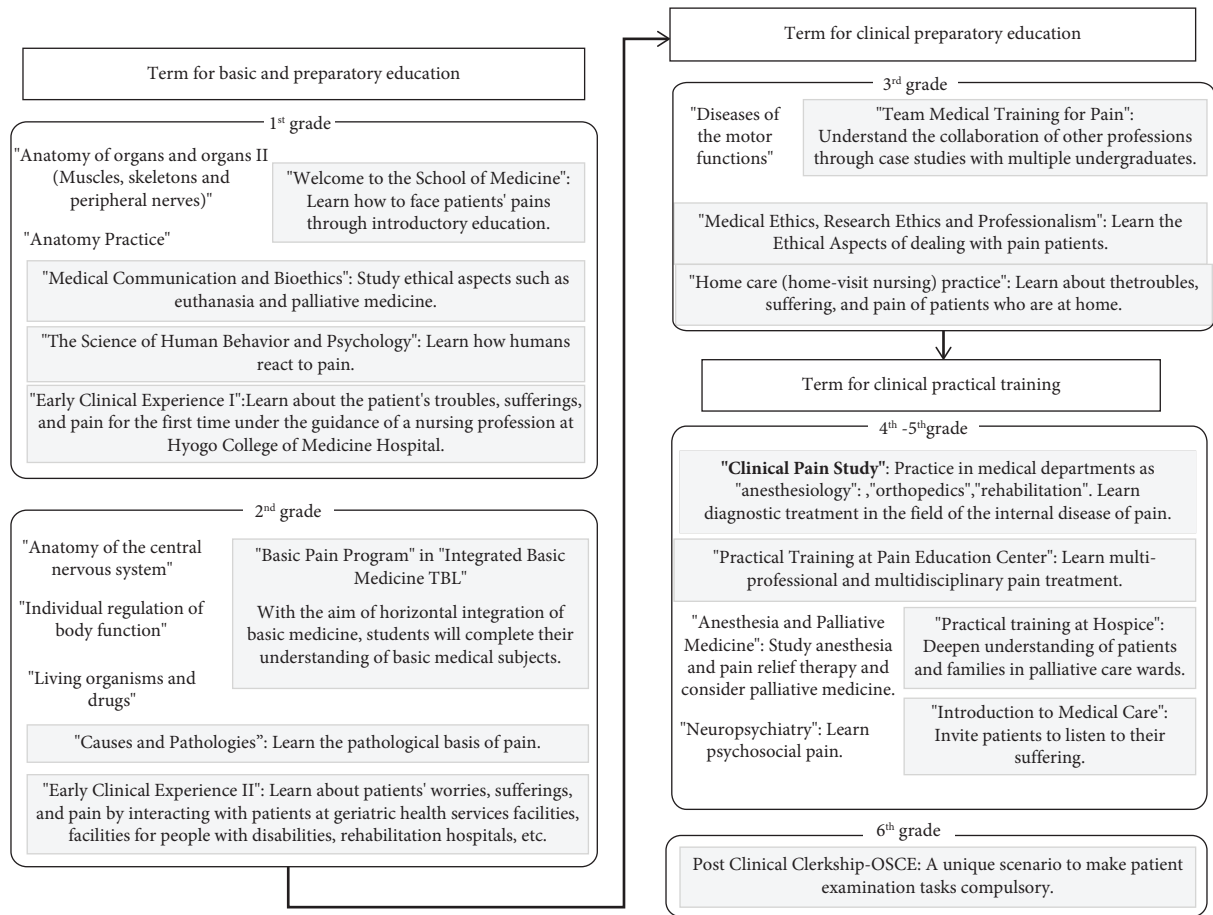 Term for basic and preparatory education
1st grade
"Anatomy of organs and organs II
(Muscles, skeletons and
peripheral nerves)"
"Anatomy Practice"
"Welcome to the School of Medicine":
Learn how to face patients' pains
through introductory education.
"Medical Communication and Bioethics": Study ethical aspects such as
euthanasia and palliative medicine.
"The Science of Human Behavior and Psychology": Learn how humans
react to pain.
"Early Clinical Experience I":Learn about the patient's troubles, sufferings,
and pain for the first time under the guidance of a nursing profession at
Hyogo College of Medicine Hospital.
2nd grade
"Anatomy of the central
nervous system"
"Individual regulation of
body function"
"Living organisms and
drugs"
"Basic Pain Program" in "Integrated Basic
Medicine TBL"
With the aim of horizontal integration of
basic medicine, students will complete their
understanding of basic medical subjects.
"Causes and Pathologies”: Learn the pathological basis of pain.
"Early Clinical Experience II": Learn about patients' worries, sufferings,
and pain by interacting with patients at geriatric health services facilities,
facilities for people with disabilities, rehabilitation hospitals, etc.
Term for clinical preparatory education
3rd grade
"Diseases of
the motor
functions"
"Team Medical Training for Pain":
Understand the collaboration of other professions
through case studies with multiple undergraduates.
"Medical Ethics, Research Ethics and Professionalism": Learn the
Ethical Aspects of dealing with pain patients.
"Home care (home-visit nursing) practice": Learn about thetroubles,
suffering, and pain of patients who are at home.
Term for clinical practical training
4th -5thgrade
"Clinical Pain Study": Practice in medical departments as
"anesthesiology": ,"orthopedics","rehabilitation". Learn
diagnostic treatment in the field of the internal disease of pain.
"Practical Training at Pain Education Center": Learn multi-
professional and multidisciplinary pain treatment.
"Anesthesia and Palliative
Medicine": Study anesthesia
and pain relief therapy and
consider palliative medicine.
"Neuropsychiatry": Learn
psychosocial pain.
"Practical training at Hospice":
Deepen understanding of patients
and families in palliative care wards.
"Introduction to Medical Care":
Invite patients to listen to their
suffering.
6th grade
Post Clinical Clerkship-OSCE: A unique scenario to make patient
examination tasks compulsory.